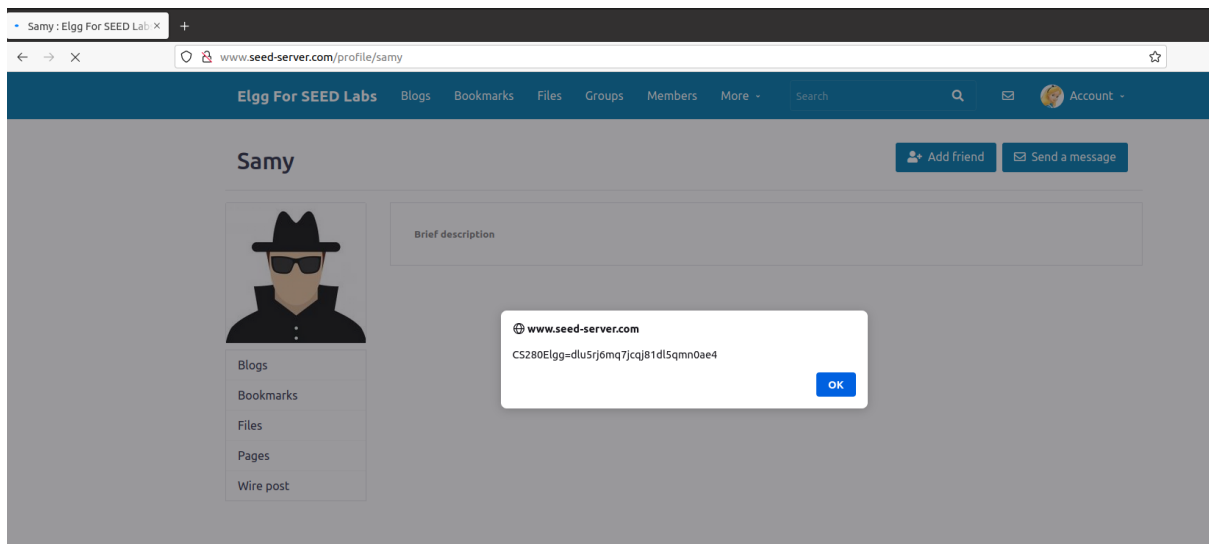 Samy : Elgg For SEED Lab
www.seed-server.com/profile/samy
Elgg For SEED Labs Blogs Bookmarks Files Groups Members More Search Account
Samy
Add friend Send a message
Brief description
www.seed-server.com
CS280Elgg=dlu5rj6mq7jcqj81dl5qmn0ae4
OK
Blogs
Bookmarks
Files
Pages
Wire post